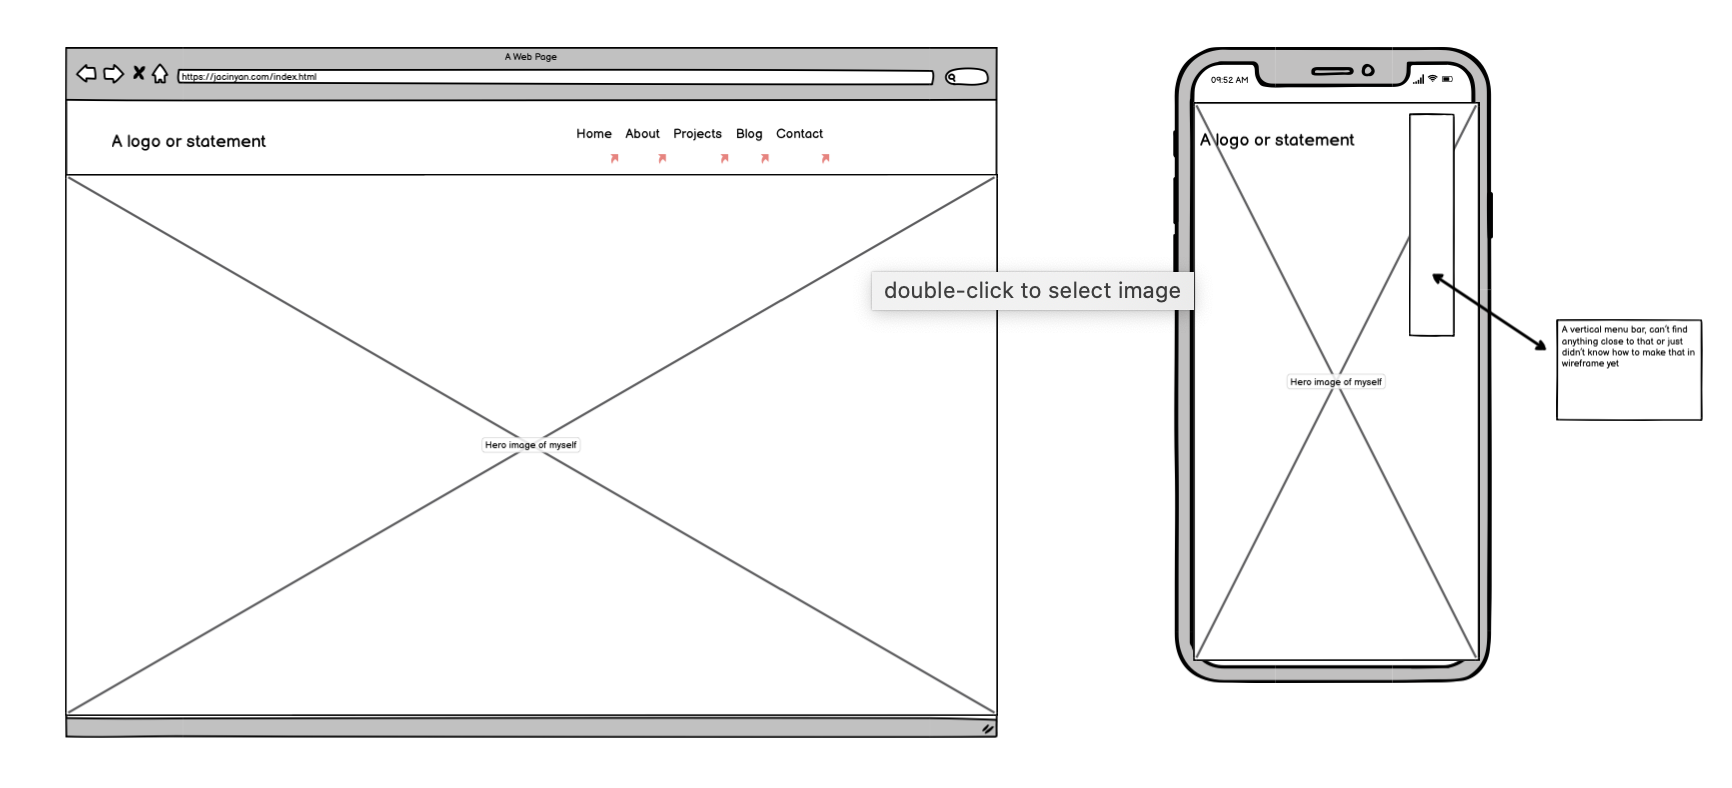 A Web Page
https://jacinyan.com/index.html
A logo or statement
Home About Projects Blog Contact
Hero image of myself
double-click to select image
09:52 AM
A logo or statement
Hero image of myself
A vertical menu bar, can't find
anything close to that or just
didn't know how to make that in
wireframe yet